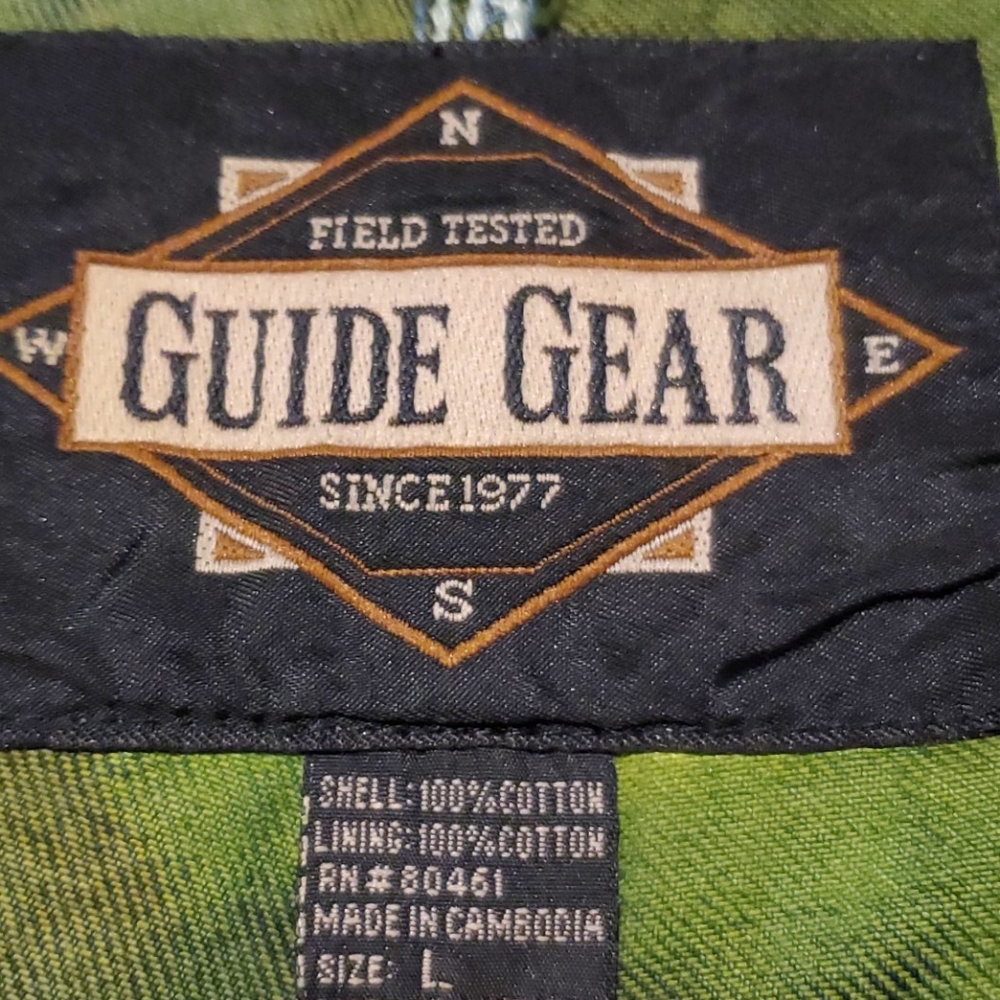 N
FIELD TESTED
W GUIDE GEAR E
SINCE 1977
S
SHELL: 100% COTTON
LINING: 100% COTTON
RN # 80461
MADE IN CAMBODIA
SIZE: L